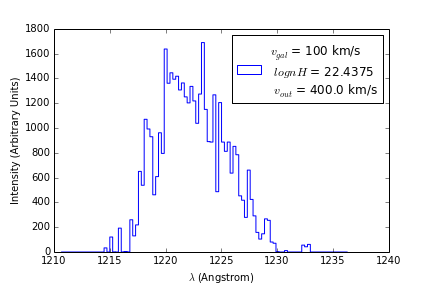 1800
1600
1400
1200
1000
800
600
400
200
0
1210 1215 1220 1225 1230 1235 1240
Intensity (Arbitrary Units)
λ (Angstrom)
v_gal = 100 km/s
lognH = 22.4375
v_out = 400.0 km/s